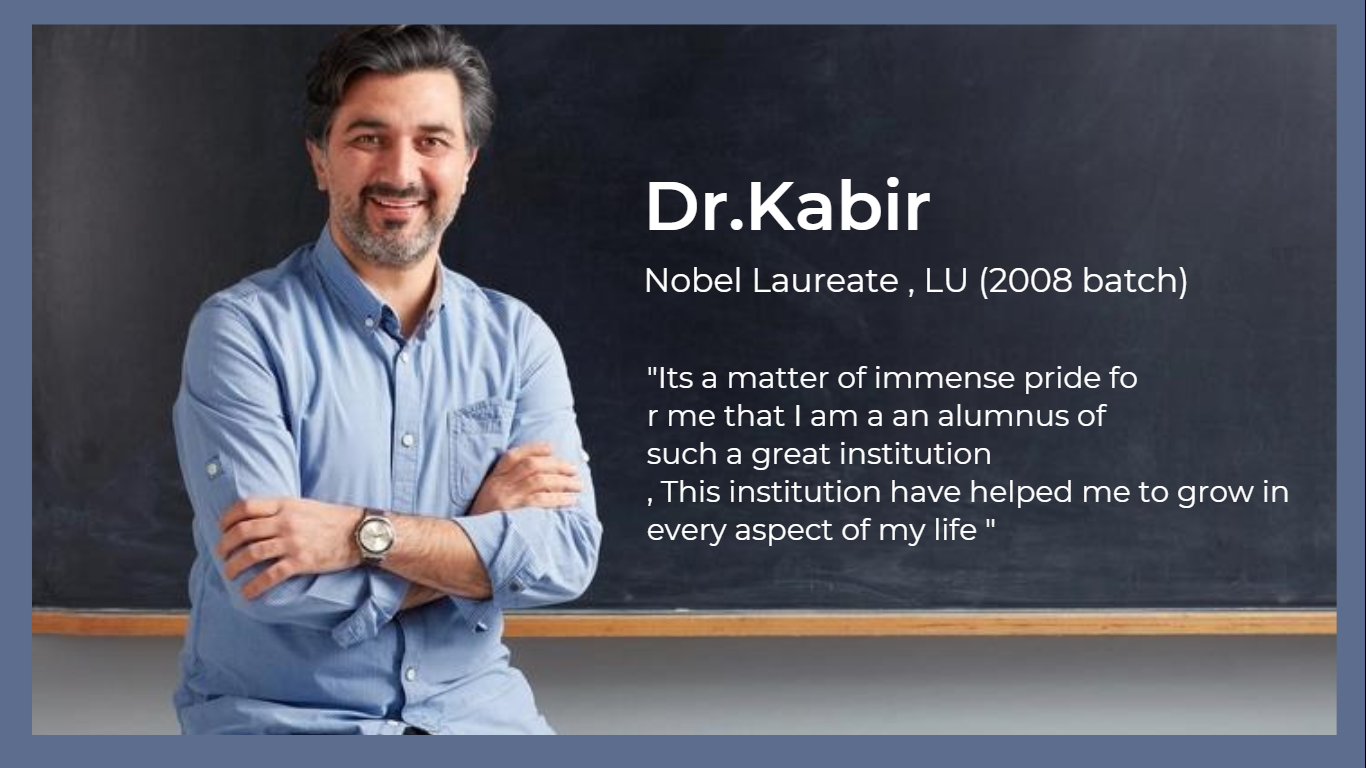 Dr.Kabir
Nobel Laureate , LU (2008 batch)
"Its a matter of immense pride fo
r me that I am a an alumnus of
such a great institution
, This institution have helped me to grow in
every aspect of my life "